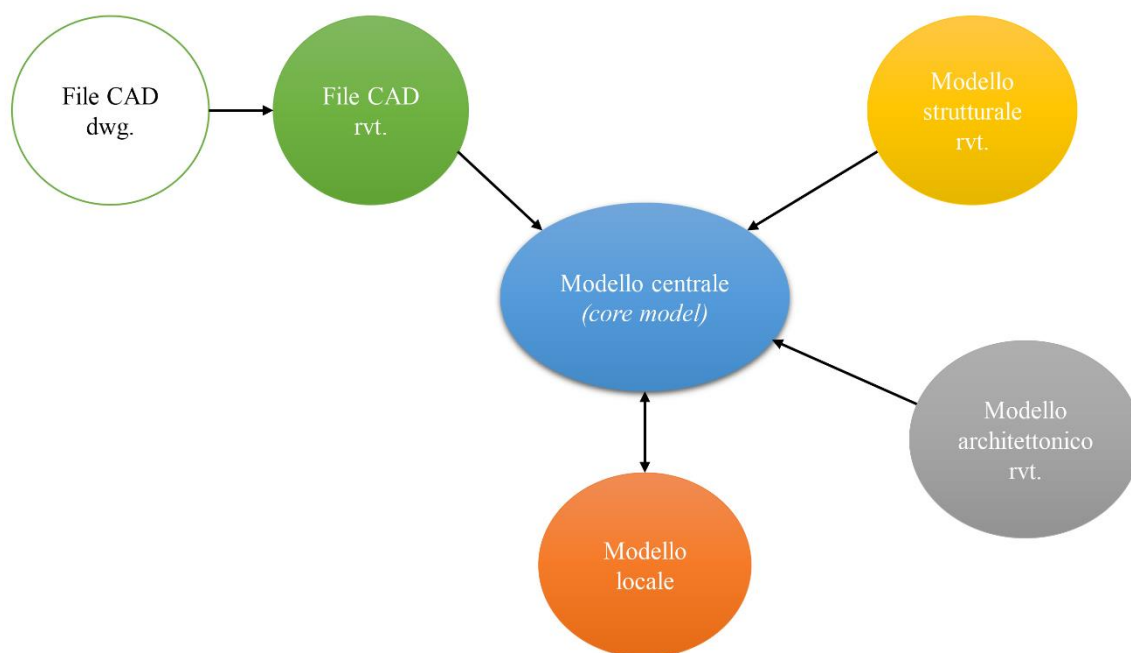 File CAD
dwg.
File CAD
rvt.
Modello
strutturale
rvt.
Modello centrale
(core model)
Modello
architettonico
rvt.
Modello
locale